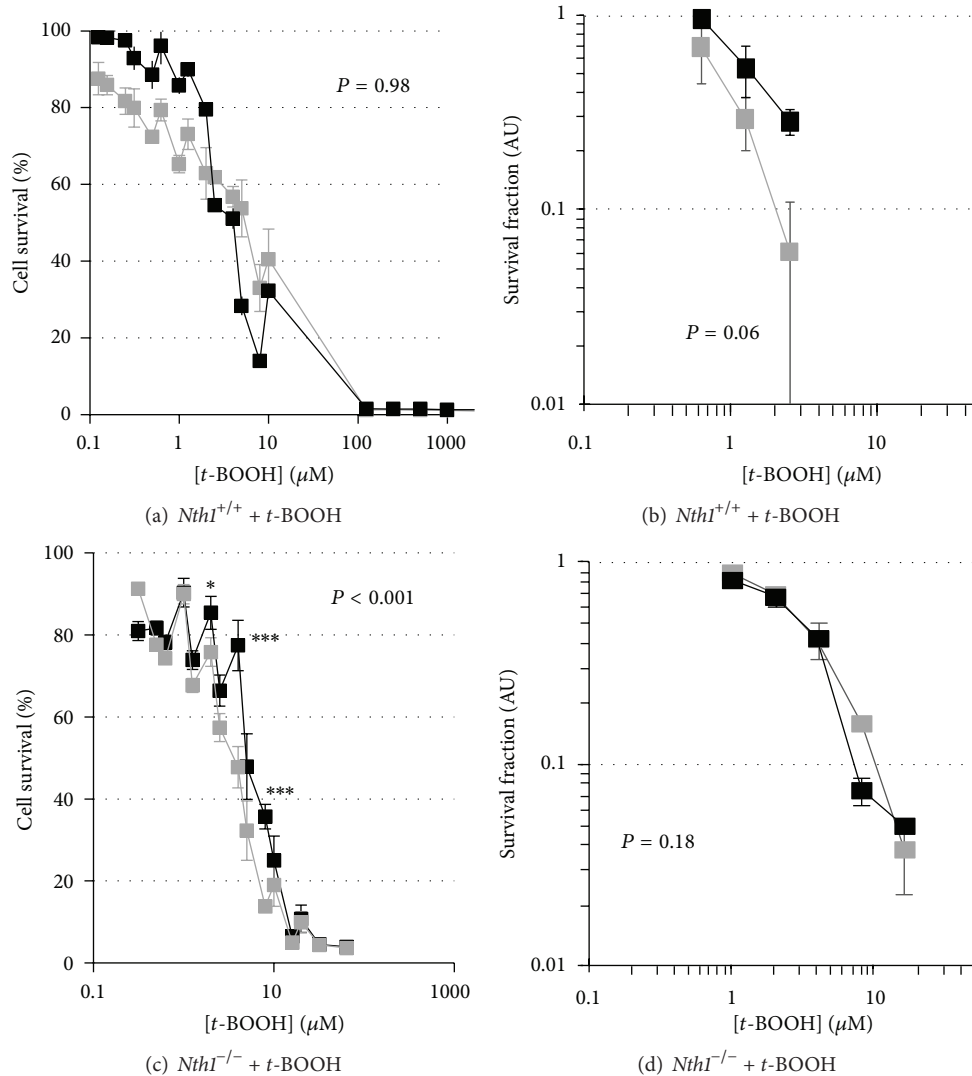 100
80
60
40
20
0
Cell survival (%)
P = 0.98
0.1 1 10 100 1000
[t-BOOH] (μM)
(a) Nth1+/+ + t-BOOH
1
0.1
0.01
Survival fraction (AU)
P = 0.06
0.1 1 10
[t-BOOH] (μM)
(b) Nth1+/+ + t-BOOH
100
80
60
40
20
0
Cell survival (%)
*
***
***
P < 0.001
0.1 10 1000
[t-BOOH] (μM)
(c) Nth1−/− + t-BOOH
1
0.1
0.01
Survival fraction (AU)
P = 0.18
0.1 1 10
[t-BOOH] (μM)
(d) Nth1−/− + t-BOOH